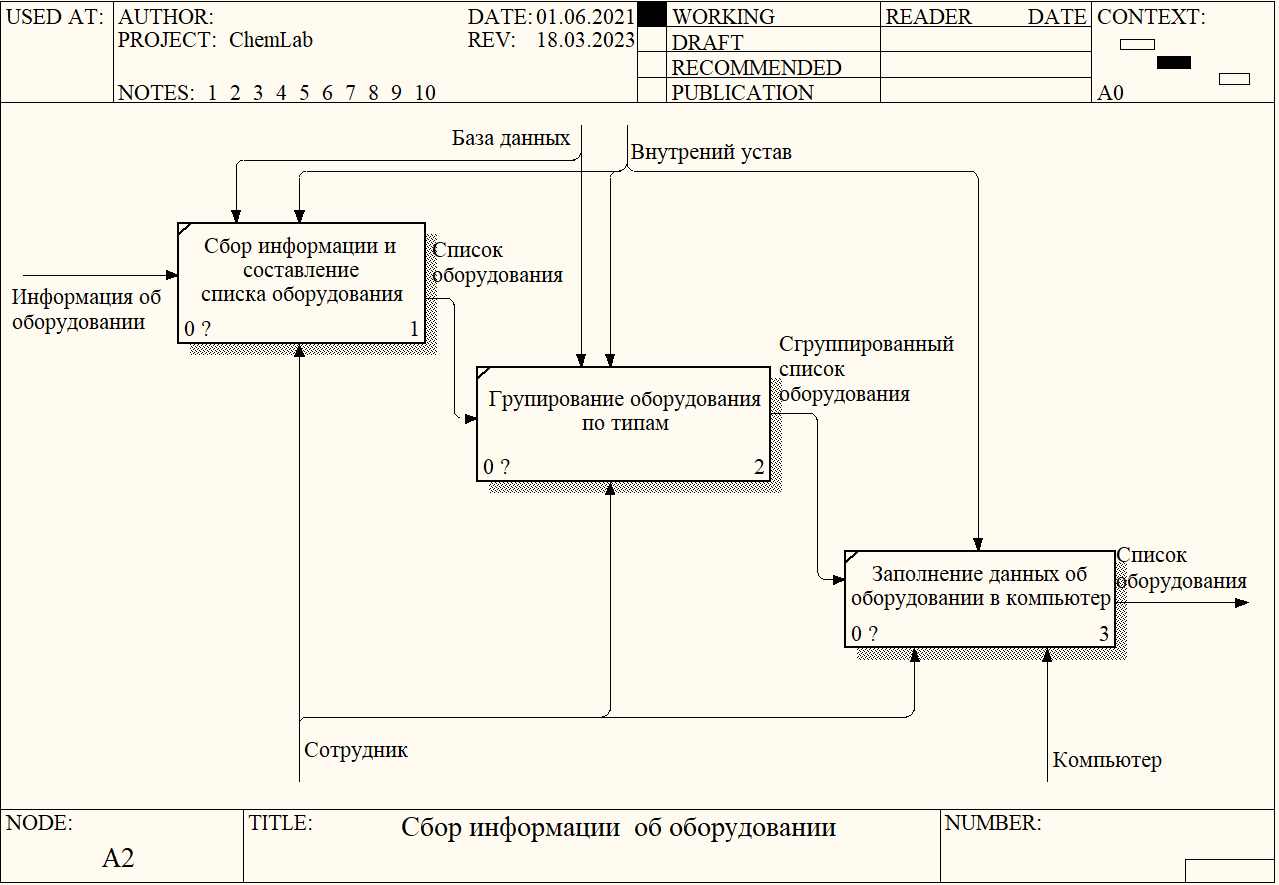 USED AT:
AUTHOR:
DATE: 01.06.2021
WORKING
READER
DATE
CONTEXT:
PROJECT: ChemLab
REV: 18.03.2023
DRAFT
RECOMMENDED
NOTES: 1 2 3 4 5 6 7 8 9 10
PUBLICATION
A0
База данных
Внутрений устав
Сбор информации и
составление
списка оборудования
0 ?
1
Список
оборудования
Информация об
оборудовании
Групирование оборудования
по типам
0 ?
2
Сгруппированный
список
оборудования
Заполнение данных об
оборудовании в компьютер
0 ?
3
Список
оборудования
Сотрудник
Компьютер
NODE:
A2
TITLE:
Сбор информации об оборудовании
NUMBER: